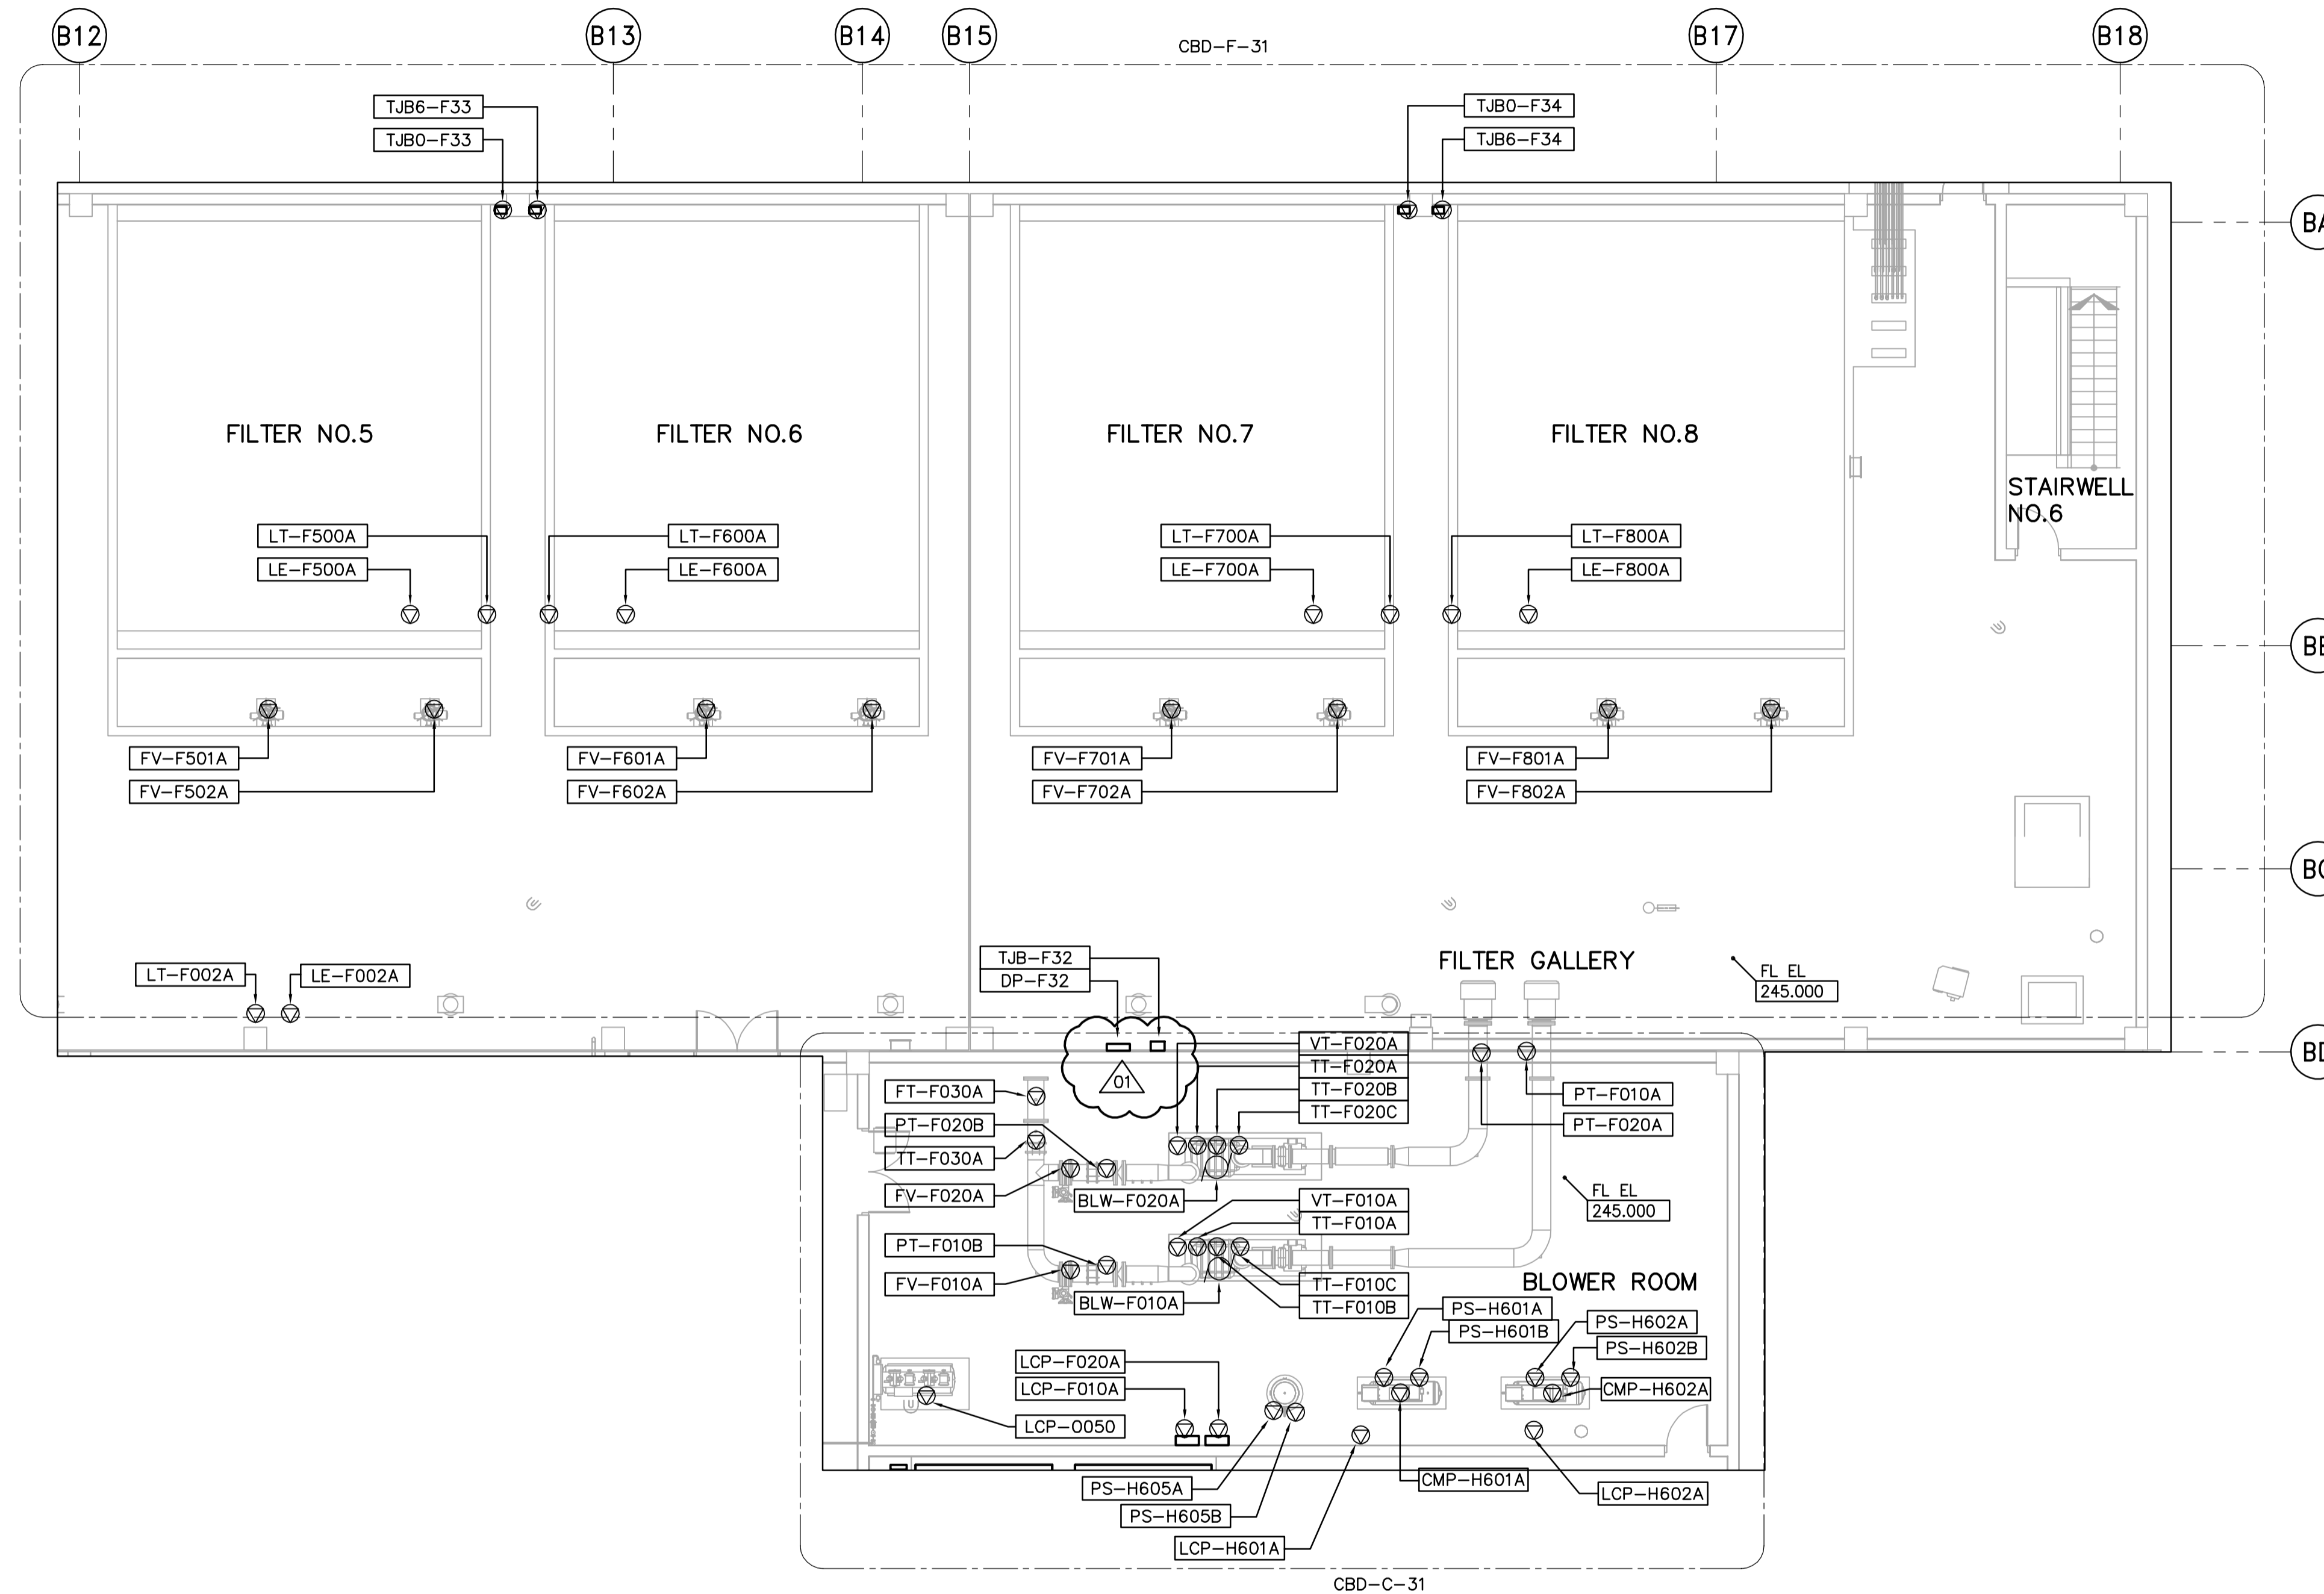 B12
B13
B14
B15
CBD-F-31
B17
B18
TJB6-F33
TJB0-F33
TJB0-F34
TJB6-F34
BA
FILTER NO.5
FILTER NO.6
FILTER NO.7
FILTER NO.8
STAIRWELL
NO.6
LT-F500A
LE-F500A
LT-F600A
LE-F600A
LT-F700A
LE-F700A
LT-F800A
LE-F800A
FV-F501A
FV-F502A
FV-F601A
FV-F602A
FV-F701A
FV-F702A
FV-F801A
FV-F802A
LT-F002A
LE-F002A
TJB-F32
DP-F32
FILTER GALLERY
FL EL
245.000
01
VT-F020A
TT-F020A
TT-F020B
TT-F020C
FT-F030A
PT-F020B
TT-F030A
FV-F020A
BLW-F020A
PT-F010A
PT-F020A
VT-F010A
TT-F010A
FL EL
245.000
PT-F010B
FV-F010A
BLW-F010A
TT-F010C
TT-F010B
BLOWER ROOM
PS-H601A
PS-H601B
PS-H602A
PS-H602B
CMP-H602A
LCP-F020A
LCP-F010A
LCP-0050
PS-H605A
PS-H605B
LCP-H601A
CMP-H601A
LCP-H602A
CBD-C-31